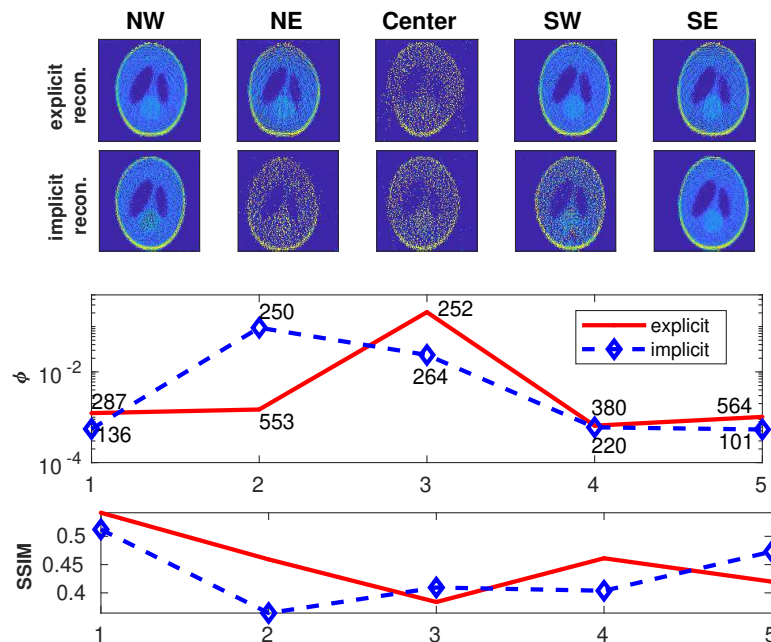 NW NE Center SW SE
explicit recon.
implicit recon.
ϕ
10⁻²
10⁻⁴
287 136 250 553 252 264 380 220 564 101
explicit
implicit
1 2 3 4 5
SSIM
0.5
0.45
0.4
1 2 3 4 5